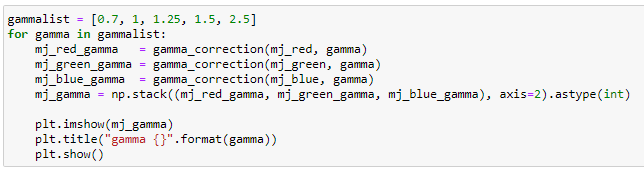 gammalist = [0.7, 1, 1.25, 1.5, 2.5]
for gamma in gammalist:
    mj_red_gamma   = gamma_correction(mj_red, gamma)
    mj_green_gamma = gamma_correction(mj_green, gamma)
    mj_blue_gamma  = gamma_correction(mj_blue, gamma)
    mj_gamma = np.stack((mj_red_gamma, mj_green_gamma, mj_blue_gamma), axis=2).astype(int)

    plt.imshow(mj_gamma)
    plt.title("gamma {}".format(gamma))
    plt.show()